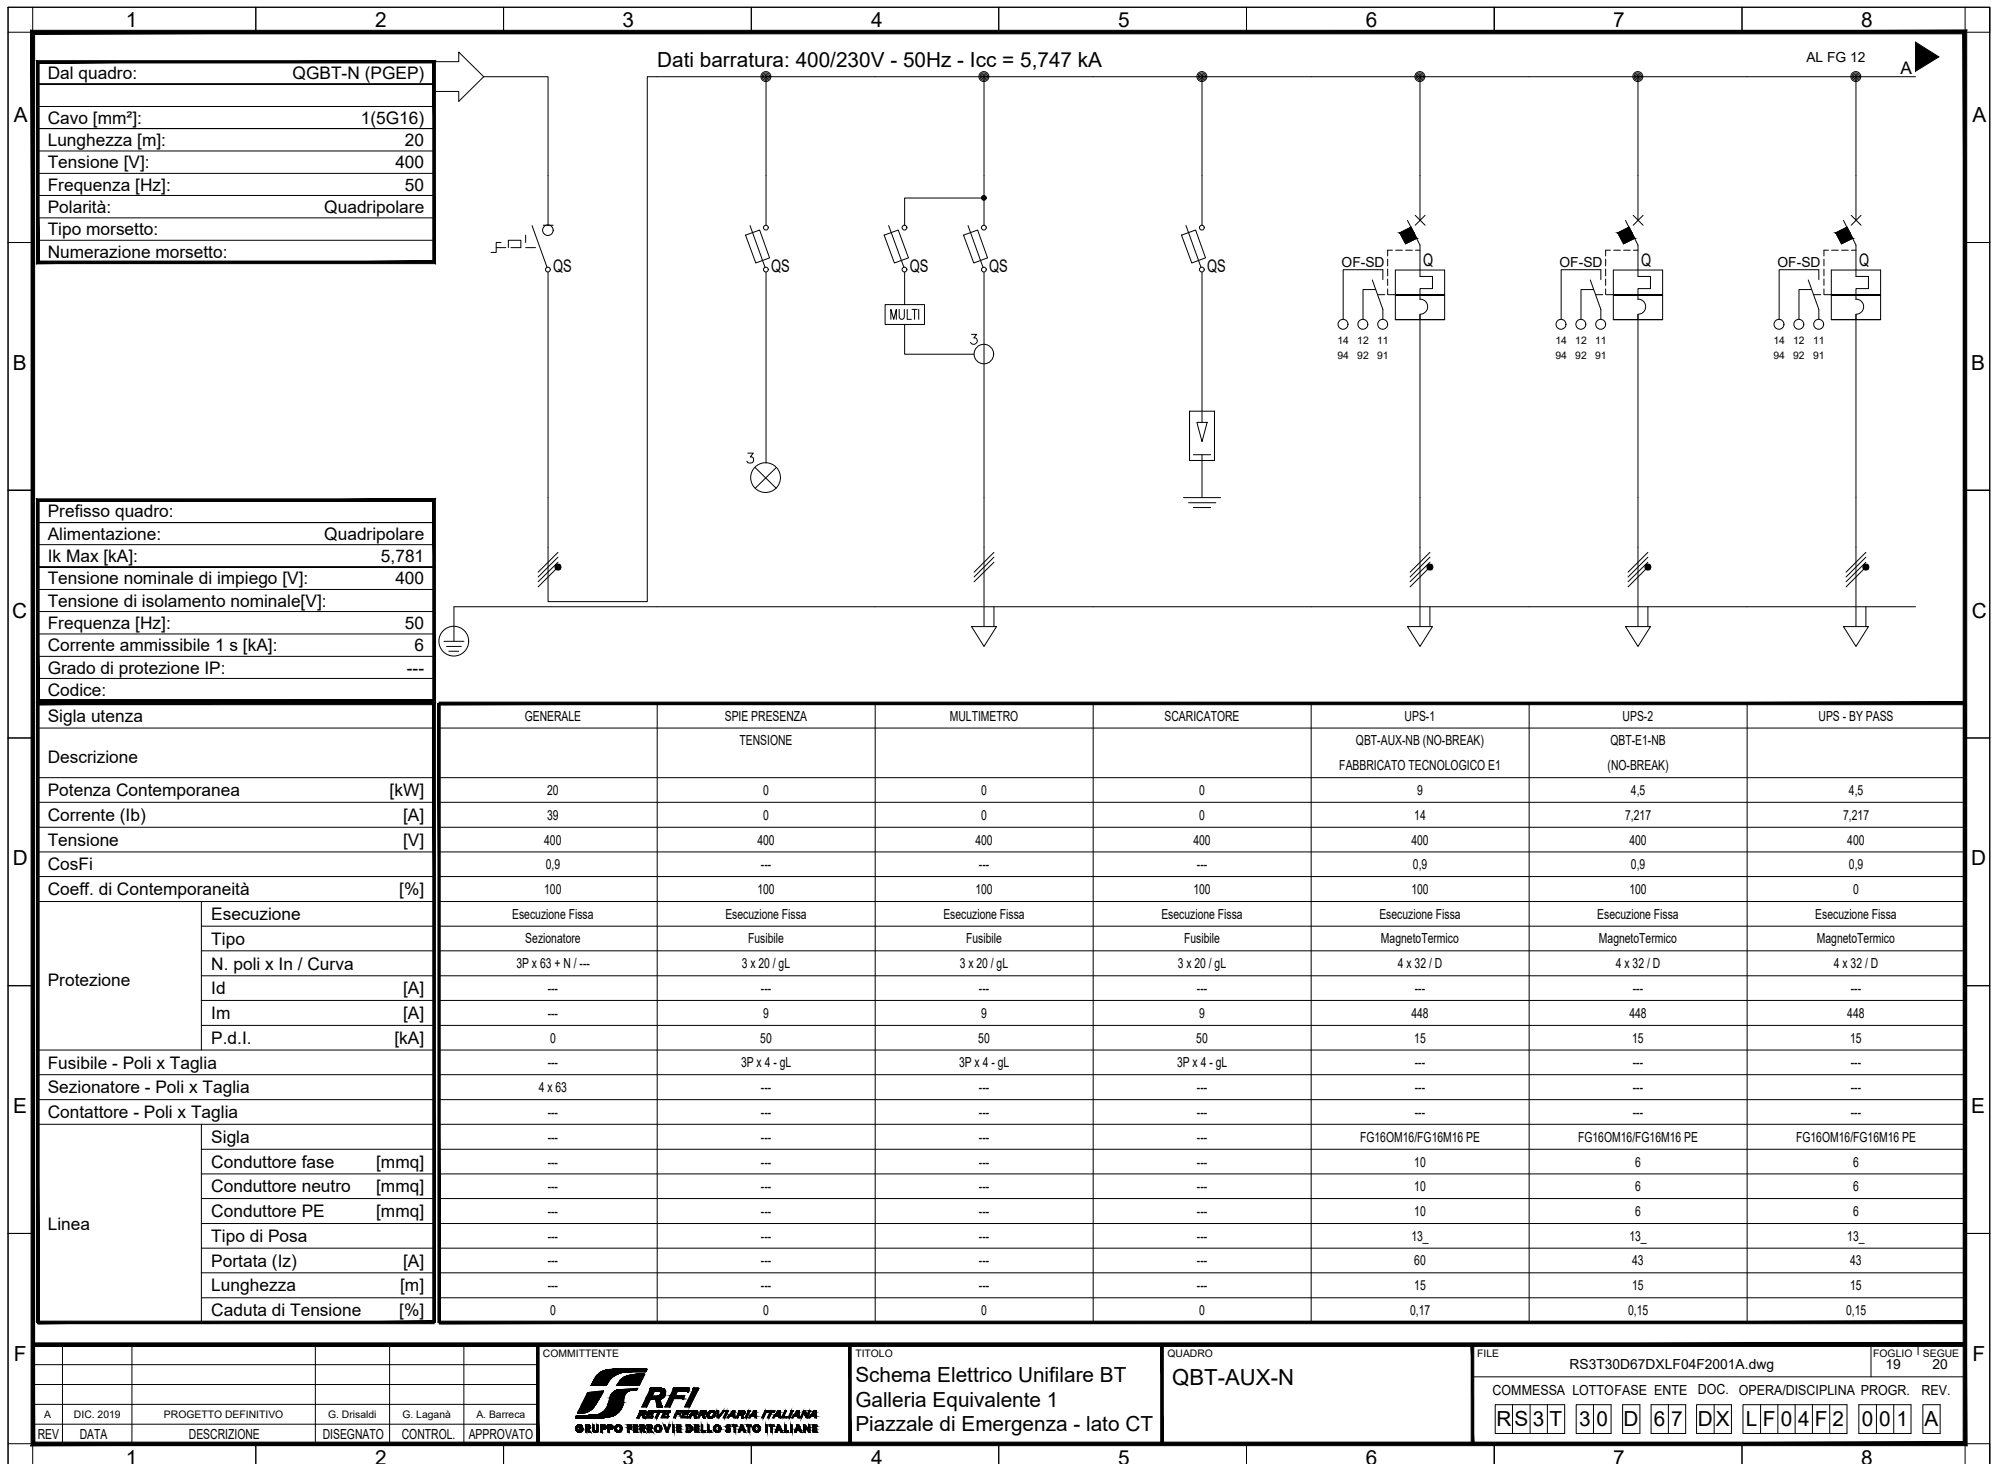 1 2 3 4 5 6 7 8
Dati barratura: 400/230V - 50Hz - Icc = 5,747 kA
AL FG 12
A
Dal quadro: QGBT-N (PGEP)
Cavo [mm²]: 1(5G16)
Lunghezza [m]: 20
Tensione [V]: 400
Frequenza [Hz]: 50
Polarità: Quadripolare
Tipo morsetto:
Numerazione morsetto:
A A
QS QS QS QS QS
OF-SD Q OF-SD Q OF-SD Q
MULTI
14 12 11 14 12 11 14 12 11
94 92 91 94 92 91 94 92 91
3
B B
3
Prefisso quadro:
Alimentazione: Quadripolare
Ik Max [kA]: 5,781
Tensione nominale di impiego [V]: 400
Tensione di isolamento nominale[V]:
Frequenza [Hz]: 50
Corrente ammissibile 1 s [kA]: 6
Grado di protezione IP: ---
Codice:
C C
Sigla utenza GENERALE SPIE PRESENZA MULTIMETRO SCARICATORE UPS-1 UPS-2 UPS - BY PASS
Descrizione TENSIONE QBT-AUX-NB (NO-BREAK) QBT-E1-NB
FABBRICATO TECNOLOGICO E1 (NO-BREAK)
Potenza Contemporanea [kW] 20 0 0 0 9 4,5 4,5
Corrente (Ib) [A] 39 0 0 0 14 7,217 7,217
Tensione [V] 400 400 400 400 400 400 400
CosFi 0,9 --- --- --- 0,9 0,9 0,9
Coeff. di Contemporaneità [%] 100 100 100 100 100 100 0
D D
Protezione
Esecuzione Esecuzione Fissa Esecuzione Fissa Esecuzione Fissa Esecuzione Fissa Esecuzione Fissa Esecuzione Fissa Esecuzione Fissa
Tipo Sezionatore Fusibile Fusibile Fusibile MagnetoTermico MagnetoTermico MagnetoTermico
N. poli x In / Curva 3P x 63 + N / --- 3 x 20 / gL 3 x 20 / gL 3 x 20 / gL 4 x 32 / D 4 x 32 / D 4 x 32 / D
Id [A] --- --- --- --- --- --- ---
Im [A] --- 9 9 9 448 448 448
P.d.I. [kA] 0 50 50 50 15 15 15
Fusibile - Poli x Taglia --- 3P x 4 - gL 3P x 4 - gL 3P x 4 - gL --- --- ---
Sezionatore - Poli x Taglia 4 x 63 --- --- --- --- --- ---
Contattore - Poli x Taglia --- --- --- --- --- --- ---
E E
Linea
Sigla --- --- --- --- FG16OM16/FG16M16 PE FG16OM16/FG16M16 PE FG16OM16/FG16M16 PE
Conduttore fase [mmq] --- --- --- --- 10 6 6
Conduttore neutro [mmq] --- --- --- --- 10 6 6
Conduttore PE [mmq] --- --- --- --- 10 6 6
Tipo di Posa --- --- --- --- 13_ 13_ 13_
Portata (Iz) [A] --- --- --- --- 60 43 43
Lunghezza [m] --- --- --- --- 15 15 15
Caduta di Tensione [%] 0 0 0 0 0,17 0,15 0,15
F F
A DIC. 2019 PROGETTO DEFINITIVO G. Drisaldi G. Laganà A. Barreca
REV DATA DESCRIZIONE DISEGNATO CONTROL. APPROVATO
COMMITTENTE
RFI
RETE FERROVIARIA ITALIANA
GRUPPO FERROVIE DELLO STATO ITALIANE
TITOLO
Schema Elettrico Unifilare BT
Galleria Equivalente 1
Piazzale di Emergenza - lato CT
QUADRO
QBT-AUX-N
FILE
RS3T30D67DXLF04F2001A.dwg
FOGLIO SEGUE
19 20
COMMESSA LOTTO FASE ENTE DOC. OPERA/DISCIPLINA PROGR. REV.
RS3T 30 D 67 DX LF04F2 001 A
1 2 3 4 5 6 7 8